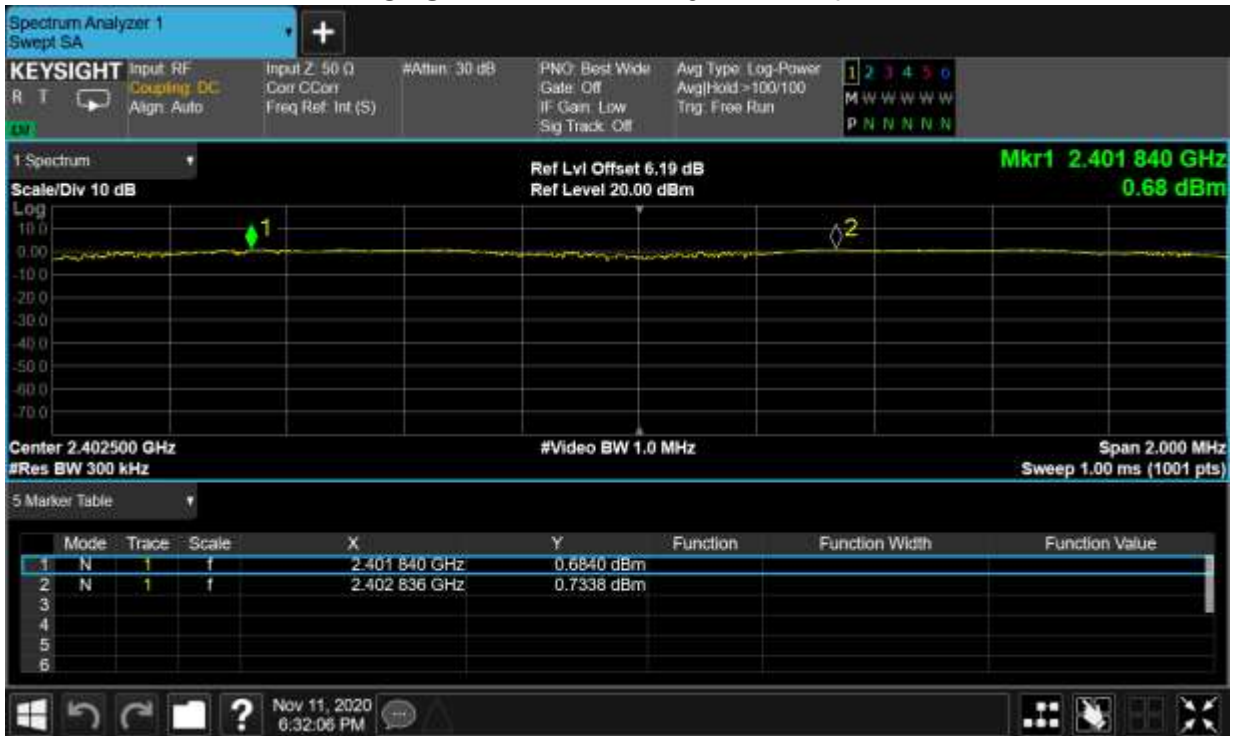 Spectrum Analyzer 1
Swept SA
+
KEYSIGHT
R T
Input: RF
Coupling: DC
Align: Auto
Input Z: 50 Ω
Corr CCorr
Freq Ref: Int (S)
#Atten: 30 dB
PNO: Best Wide
Gate: Off
IF Gain: Low
Sig Track: Off
Avg Type: Log-Power
Avg|Hold:>100/100
Trig: Free Run
1 2 3 4 5 6
M W W W W W
P N N N N N
1 Spectrum
Scale/Div 10 dB
Ref Lvl Offset 6.19 dB
Ref Level 20.00 dBm
Mkr1 2.401 840 GHz
0.68 dBm
Log
10.0
0.00
-10.0
-20.0
-30.0
-40.0
-50.0
-60.0
-70.0
1
2
Center 2.402500 GHz
#Res BW 300 kHz
#Video BW 1.0 MHz
Span 2.000 MHz
Sweep 1.00 ms (1001 pts)
5 Marker Table
Mode Trace Scale X Y Function Function Width Function Value
1 N 1 f 2.401 840 GHz 0.6840 dBm
2 N 1 f 2.402 836 GHz 0.7338 dBm
3
4
5
6
?
Nov 11, 2020
6:32:06 PM